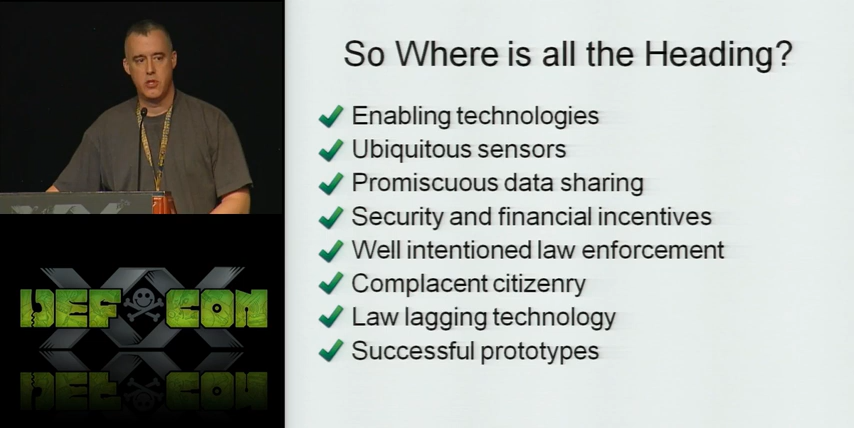 So Where is all the Heading?
Enabling technologies
Ubiquitous sensors
Promiscuous data sharing
Security and financial incentives
Well intentioned law enforcement
Complacent citizenry
Law lagging technology
Successful prototypes
XX
DEF CON